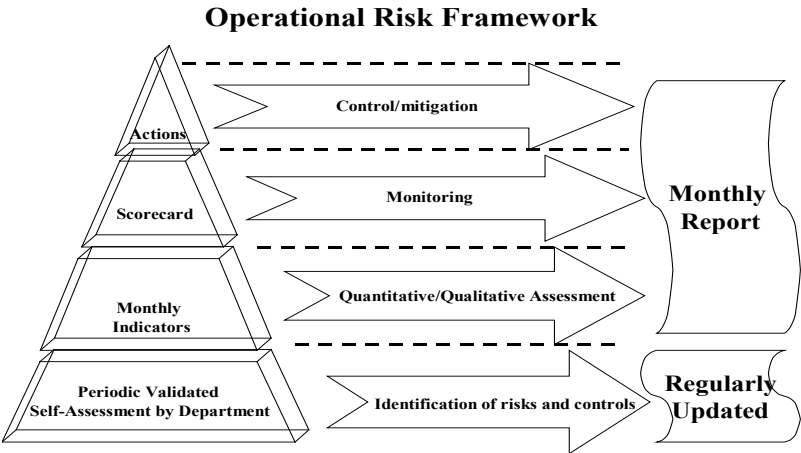 Operational Risk Framework
Actions
Control/mitigation
Scorecard
Monitoring
Monthly
Report
Monthly
Indicators
Quantitative/Qualitative Assessment
Periodic Validated
Self-Assessment by Department
Identification of risks and controls
Regularly
Updated